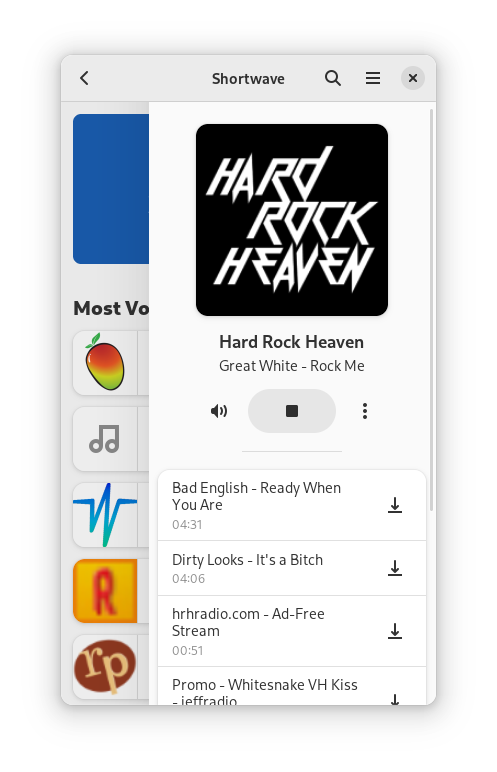 Shortwave
HARD
ROCK
HEAVEN
Most Vo
Hard Rock Heaven
Great White - Rock Me
Bad English - Ready When
You Are
04:31
Dirty Looks - It's a Bitch
04:06
R
hrhradio.com - Ad-Free
Stream
00:51
rp
Promo - Whitesnake VH Kiss
- jeffradio